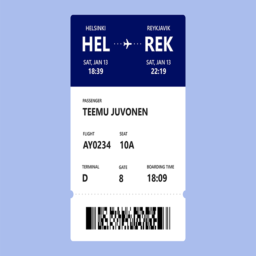 HELSINKI REYKJAVIK
HEL REK
SAT, JAN 13 SAT, JAN 13
18:39 22:19
PASSENGER
TEEMU JUVONEN
FLIGHT SEAT
AY0234 10A
TERMINAL GATE BOARDING TIME
D 8 18:09